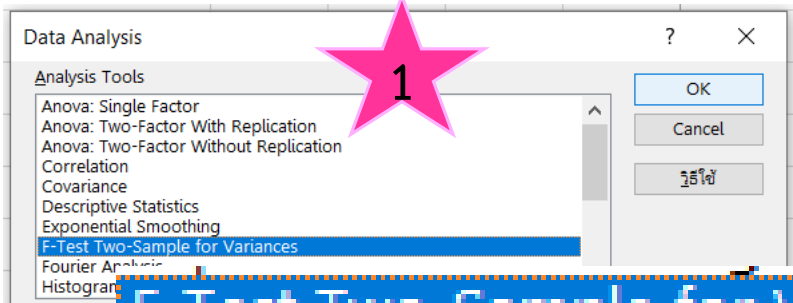 Data Analysis ? ×
1
Analysis Tools
Anova: Single Factor
Anova: Two-Factor With Replication
Anova: Two-Factor Without Replication
Correlation
Covariance
Descriptive Statistics
Exponential Smoothing
F-Test Two-Sample for Variances
Fourier Analysis
Histogram
OK
Cancel
วิธีใช้